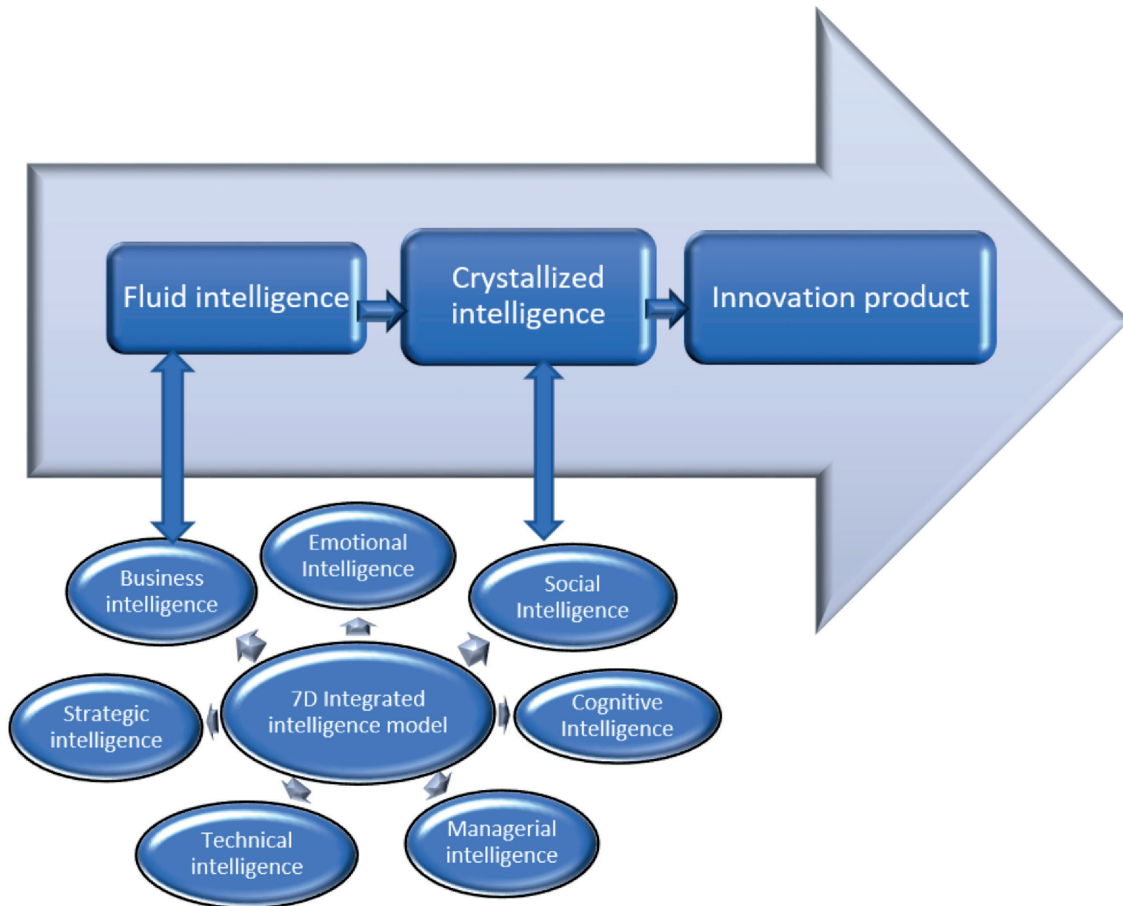 Fluid intelligence
Crystallized
intelligence
Innovation product
Emotional
Intelligence
Business
intelligence
Social
Intelligence
7D Integrated
intelligence model
Strategic
intelligence
Cognitive
Intelligence
Technical
intelligence
Managerial
intelligence